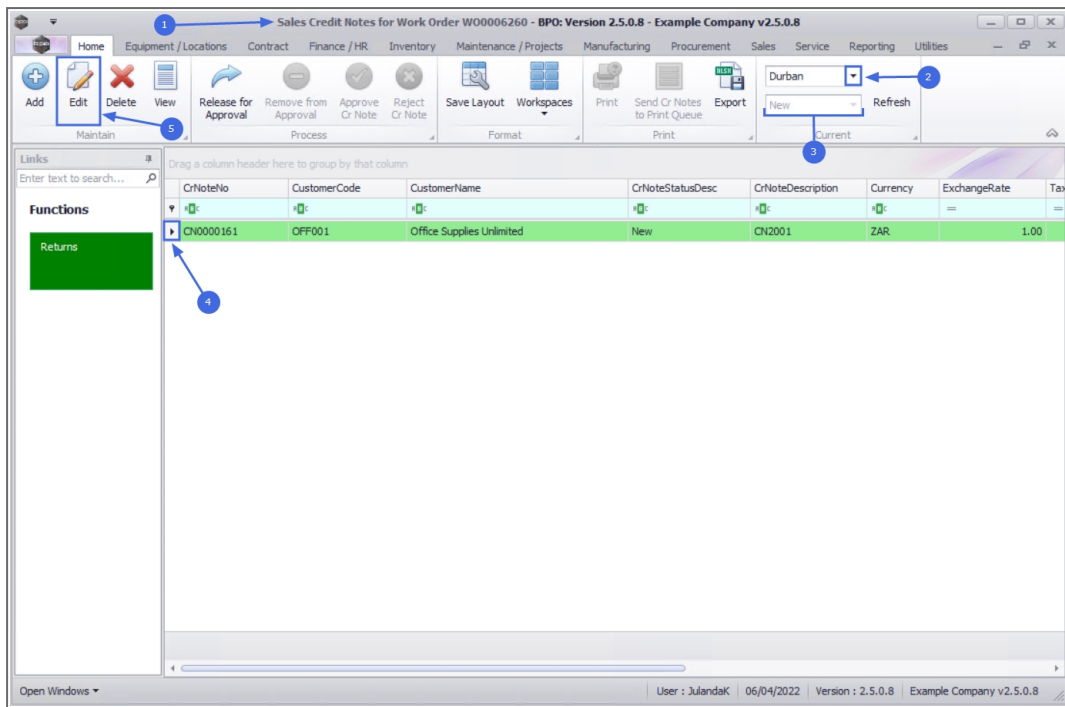 1
Sales Credit Notes for Work Order WO0006260 - BPO: Version 2.5.0.8 - Example Company v2.5.0.8
Home Equipment / Locations Contract Finance / HR Inventory Maintenance / Projects Manufacturing Procurement Sales Service Reporting Utilities
Add Edit Delete View
Release for Approval
Remove from Approval
Approve Cr Note
Reject Cr Note
Save Layout Workspaces
Print
Send Cr Notes to Print Queue
XLSX
Export
Durban
2
New
Refresh
5
3
Maintain Process Format Print Current
Links
Enter text to search...
Drag a column header here to group by that column
Functions
CrNoteNo CustomerCode CustomerName CrNoteStatusDesc CrNoteDescription Currency ExchangeRate Tax
= =
CN0000161 OFF001 Office Supplies Unlimited New CN2001 ZAR 1.00
Returns
4
Open Windows
User : JulandaK 06/04/2022 Version : 2.5.0.8 Example Company v2.5.0.8